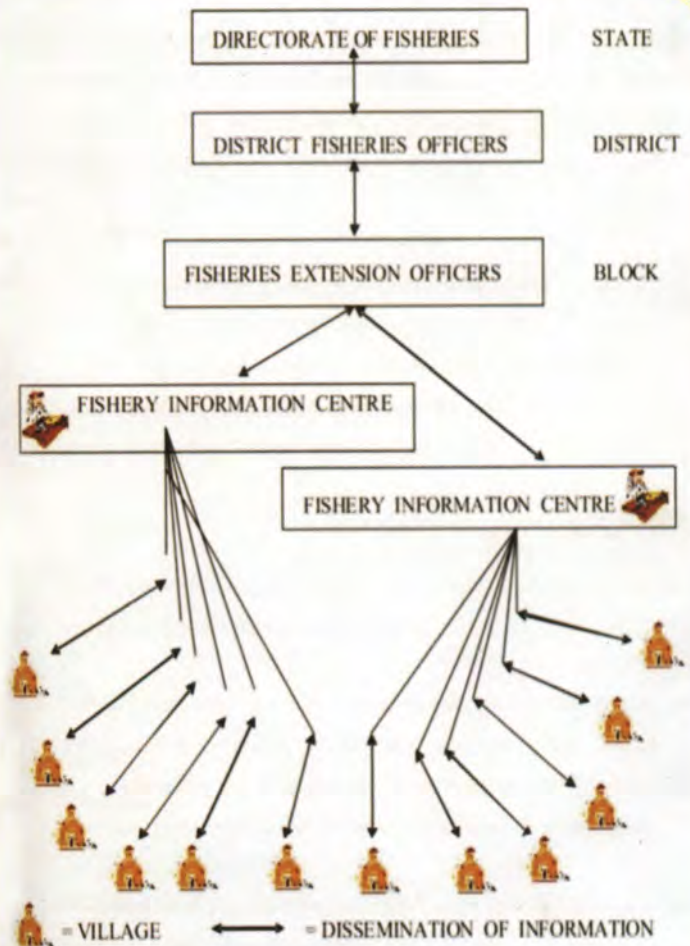 DIRECTORATE OF FISHERIES STATE
DISTRICT FISHERIES OFFICERS DISTRICT
FISHERIES EXTENSION OFFICERS BLOCK
FISHERY INFORMATION CENTRE
FISHERY INFORMATION CENTRE
= VILLAGE = DISSEMINATION OF INFORMATION